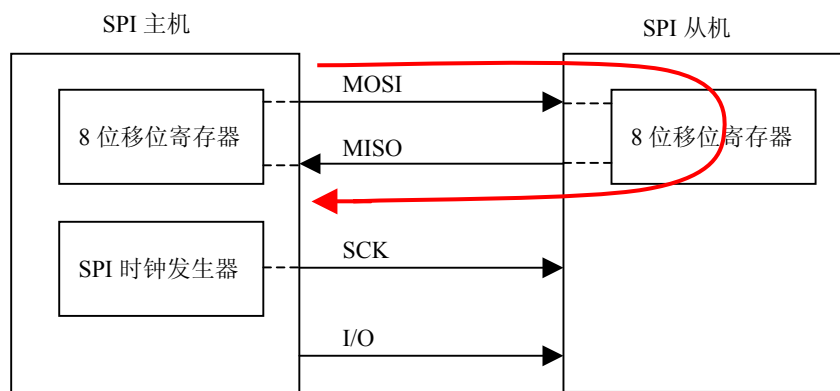 SPI 主机
SPI 从机
MOSI
8 位移位寄存器
8 位移位寄存器
MISO
SCK
SPI 时钟发生器
I/O